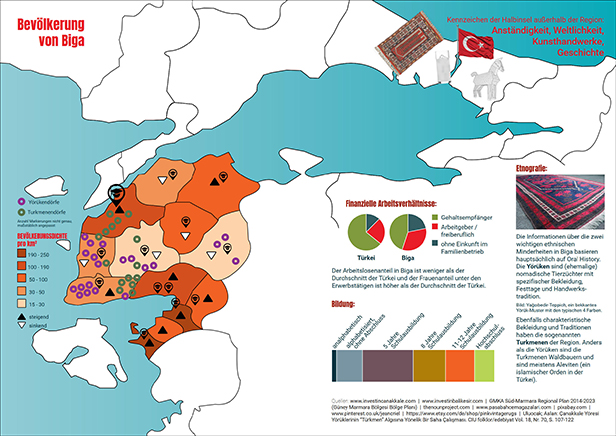 Bevölkerung
von Biga
Kennzeichen der Halbinsel außerhalb der Region:
Anständigkeit, Weltlichkeit,
Kunsthandwerke,
Geschichte
Yörükendörfe
Turkmenendörfe
Anzahl Markierungen nicht genau;
maßstäblich angepasst
BEVÖLKERUNGSDICHTE
pro km²
190 - 250
100 - 190
50 - 100
30 - 50
15 - 30
steigend
sinkend
Finanzielle Arbeitsverhältnisse:
Türkei
Biga
Gehaltsempfänger
Arbeitgeber /
freiberuflich
ohne Einkunft im
Familienbetrieb
Der Arbeitslosenanteil in Biga ist weniger als der
Durchschnitt der Türkei und der Frauenanteil unter den
Erwerbstätigen ist höher als der Durchschnitt der Türkei.
Bildung:
analphabetisch
alphabetisiert,
ohne Abschluss
5 Jahre
Schulausbildung
8 Jahre
Schulausbildung
11-12 Jahre
Schulausbildung
Hochschul-
abschluss
Etnografie:
Die Informationen über die zwei
wichtigen ethnischen
Minderheiten in Biga basieren
hauptsächlich auf Oral History.
Die Yörüken sind (ehemalige)
nomadische Tierzüchter mit
spezifischer Bekleidung,
Festtage und Handwerks-
tradition.
Bild: Yağcıbedir Teppich, ein bekanntes
Yörük-Muster mit den typischen 4 Farben.
Ebenfalls charakteristische
Bekleidung und Traditionen
haben die sogenannten
Turkmenen der Region. Anders
als die Yörüken sind die
Turkmenen Waldbauern und
sind meistens Aleviten (ein
islamischer Orden in der
Türkei).
Quellen: www.investincanakkale.com | www.investinbalikesir.com | GMKA Süd-Marmara Regional Plan 2014-2023
(Güney Marmara Bölgesi Bölge Planı) | thenounproject.com | www.pasabahcemagazalari.com | pixabay.com |
www.pinterest.co.uk/jeancmel | https://www.etsy.com/de/shop/pinkvintagerugs | Uluocak, Aslan: Çanakkale Yöresi
Yörüklerinin "Türkmen" Algısına Yönelik Bir Saha Çalışması. OIU folklor/edebiyat Vol. 18, Nr 70, S. 107-122